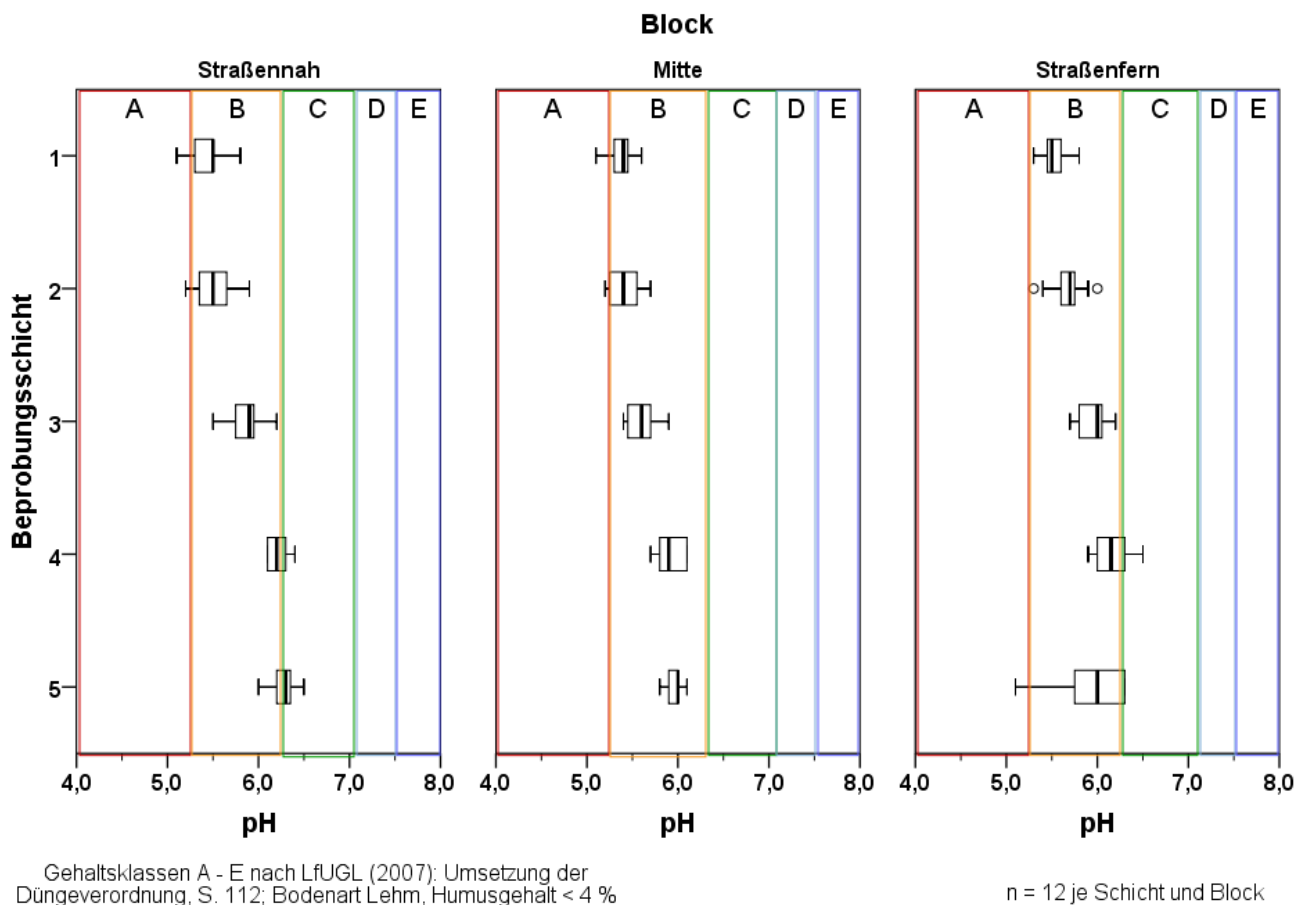 Block
Straßennah
Mitte
Straßenfern
A B C D E
A B C D E
A B C D E
Beprobungsschicht
1
2
3
4
5
4,0 5,0 6,0 7,0 8,0
4,0 5,0 6,0 7,0 8,0
4,0 5,0 6,0 7,0 8,0
pH
pH
pH
Gehaltsklassen A - E nach LfUGL (2007): Umsetzung der
Düngeverordnung, S. 112; Bodenart Lehm, Humusgehalt < 4 %
n = 12 je Schicht und Block